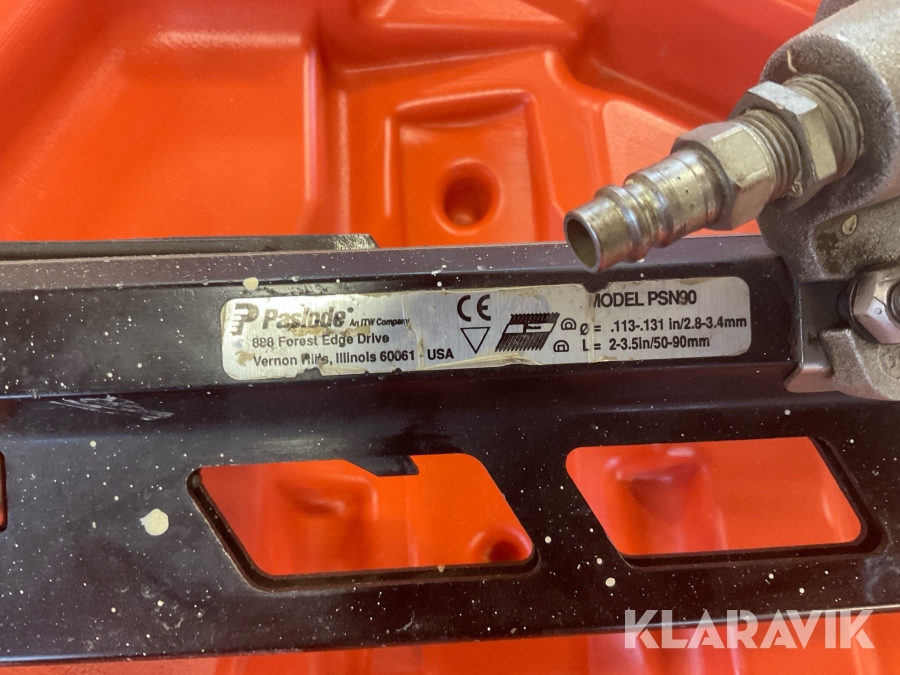 Paslode® An ITW Company
888 Forest Edge Drive
Vernon Hills, Illinois 60061 - USA
CE
MODEL PSN90
ø = .113-.131 in/2.8-3.4mm
L = 2-3.5in/50-90mm
KLARAVIK